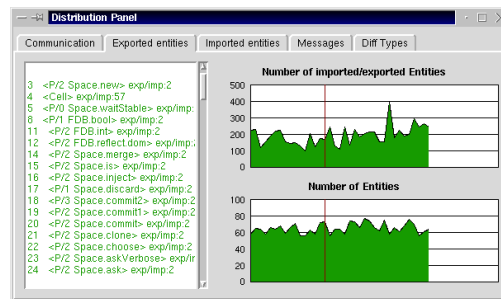 Distribution Panel
Communication
Exported entities
Imported entities
Messages
Diff Types
3 <P/2 Space.new> exp/imp:2
4 <Cell> exp/imp:57
5 <P/0 Space.waitStable> exp/imp:
8 <P/1 FDB.bool> exp/imp:2
11 <P/2 FDB.int> exp/imp:2
12 <P/2 FDB.reflect.dom> exp/imp:2
14 <P/2 Space.merge> exp/imp:2
15 <P/2 Space.is> exp/imp:2
16 <P/2 Space.inject> exp/imp:2
17 <P/1 Space.discard> exp/imp:2
18 <P/3 Space.commit2> exp/imp:2
19 <P/2 Space.commit1> exp/imp:2
20 <P/2 Space.commit> exp/imp:2
21 <P/2 Space.clone> exp/imp:2
22 <P/2 Space.choose> exp/imp:2
23 <P/2 Space.askVerbose> exp/im
24 <P/2 Space.ask> exp/imp:2
Number of imported/exported Entities
500
400
300
200
100
0
Number of Entities
100
80
60
40
20
0